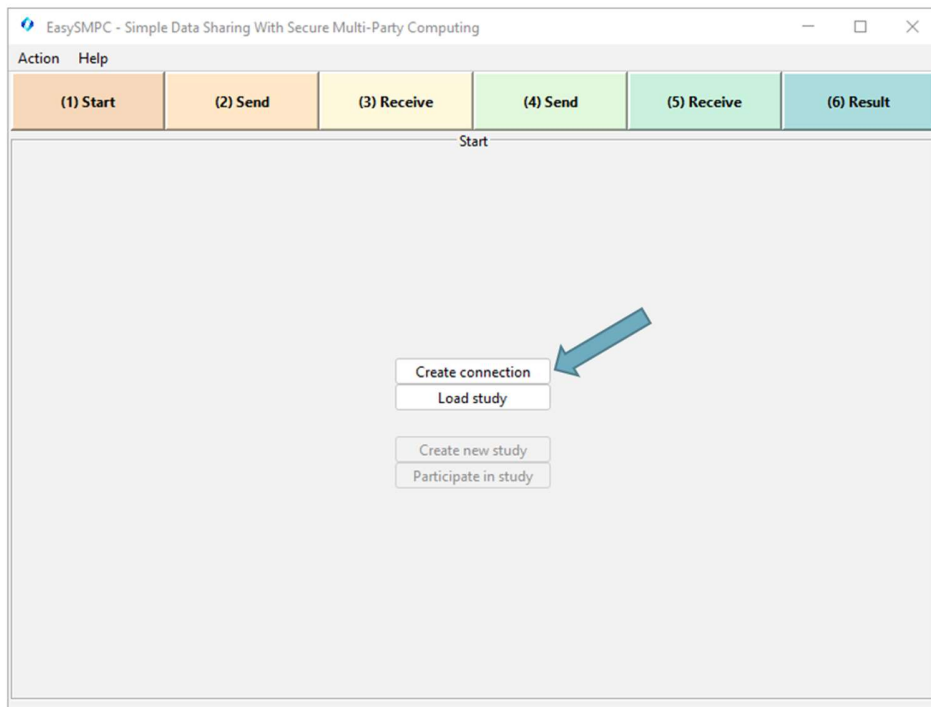 EasySMPC - Simple Data Sharing With Secure Multi-Party Computing
Action Help
(1) Start (2) Send (3) Receive (4) Send (5) Receive (6) Result
Start
Create connection
Load study
Create new study
Participate in study